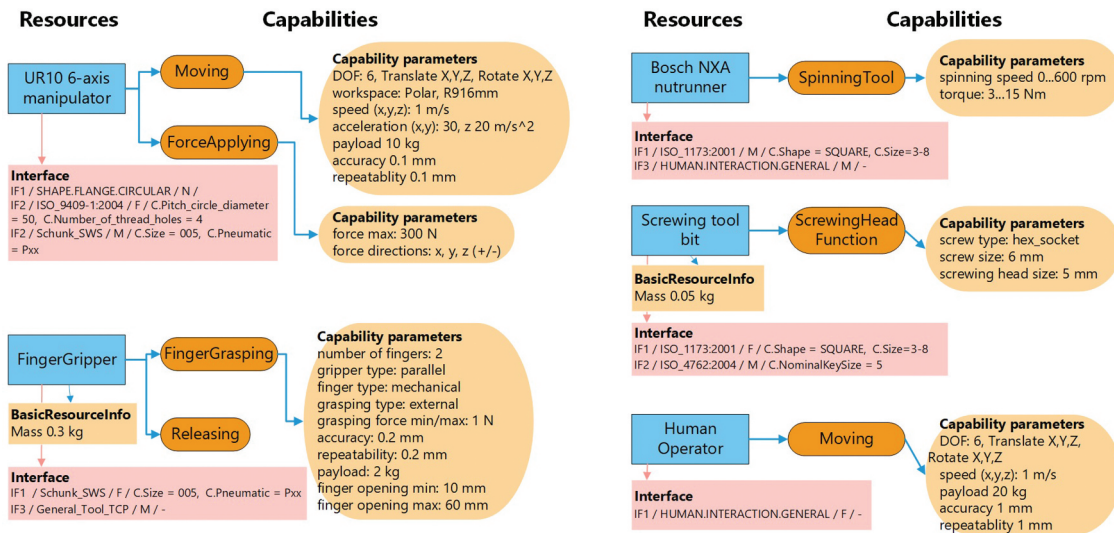 Resources
Capabilities
UR10 6-axis
manipulator
Moving
ForceApplying
Capability parameters
DOF: 6, Translate X,Y,Z, Rotate X,Y,Z
workspace: Polar, R916mm
speed (x,y,z): 1 m/s
acceleration (x,y): 30, z 20 m/s^2
payload 10 kg
accuracy 0.1 mm
repeatablity 0.1 mm
Interface
IF1 / SHAPE.FLANGE.CIRCULAR / N /
IF2 / ISO_9409-1:2004 / F / C.Pitch_circle_diameter
= 50, C.Number_of_thread_holes = 4
IF2 / Schunk_SWS / M / C.Size = 005, C.Pneumatic
= Pxx
Capability parameters
force max: 300 N
force directions: x, y, z (+/-)
FingerGripper
FingerGrasping
Releasing
BasicResourceInfo
Mass 0.3 kg
Interface
IF1 / Schunk_SWS / F / C.Size = 005, C.Pneumatic = Pxx
IF3 / General_Tool_TCP / M / -
Capability parameters
number of fingers: 2
gripper type: parallel
finger type: mechanical
grasping type: external
grasping force min/max: 1 N
accuracy: 0.2 mm
repeatability: 0.2 mm
payload: 2 kg
finger opening min: 10 mm
finger opening max: 60 mm
Resources
Capabilities
Bosch NXA
nutrunner
SpinningTool
Capability parameters
spinning speed 0...600 rpm
torque: 3...15 Nm
Interface
IF1 / ISO_1173:2001 / M / C.Shape = SQUARE, C.Size=3-8
IF3 / HUMAN.INTERACTION.GENERAL / M / -
Screwing tool
bit
ScrewingHead
Function
Capability parameters
screw type: hex_socket
screw size: 6 mm
screwing head size: 5 mm
BasicResourceInfo
Mass 0.05 kg
Interface
IF1 / ISO_1173:2001 / F / C.Shape = SQUARE, C.Size=3-8
IF2 / ISO_4762:2004 / M / C.NominalKeySize = 5
Human
Operator
Moving
Capability parameters
DOF: 6, Translate X,Y,Z,
Rotate X,Y,Z
speed (x,y,z): 1 m/s
payload 20 kg
accuracy 1 mm
repeatablity 1 mm
Interface
IF1 / HUMAN.INTERACTION.GENERAL / F / -